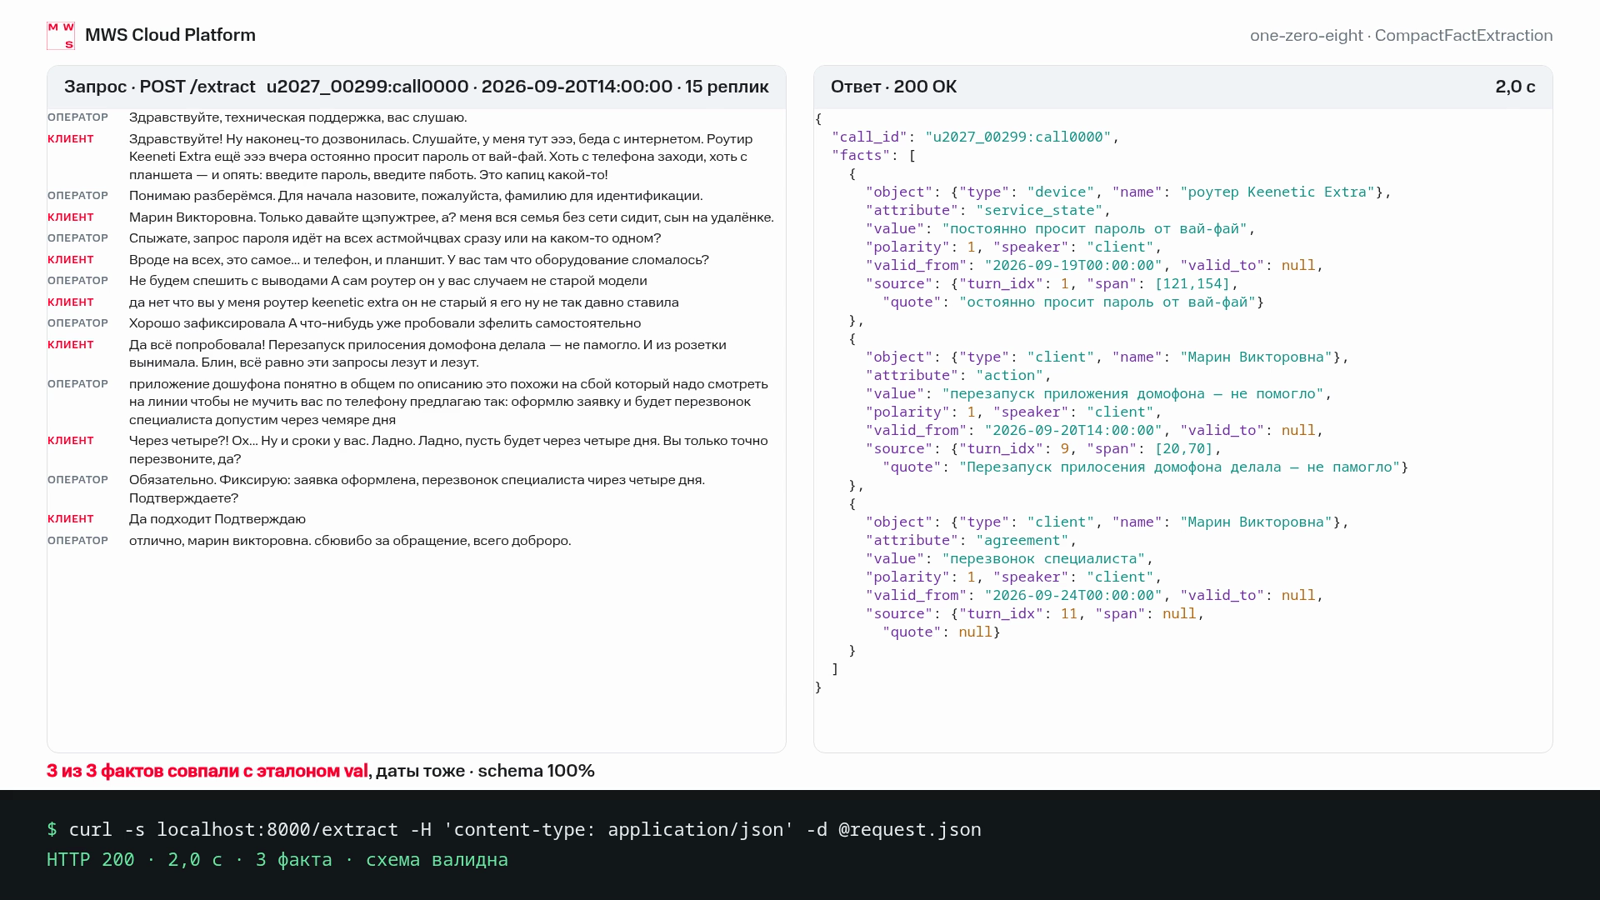 M W S
MWS Cloud Platform
one-zero-eight · CompactFactExtraction
Запрос · POST /extract u2027_00299:call0000 · 2026-09-20T14:00:00 · 15 реплик
ОПЕРАТОР Здравствуйте, техническая поддержка, вас слушаю.
КЛИЕНТ Здравствуйте! Ну наконец-то дозвонилась. Слушайте, у меня тут эээ, беда с интернетом. Роутир
Keeneti Extra ещё эээ вчера остоянно просит пароль от вай-фай. Хоть с телефона заходи, хоть с
планшета — и опять: введите пароль, введите пяботь. Это капиц какой-то!
ОПЕРАТОР Понимаю разберёмся. Для начала назовите, пожалуйста, фамилию для идентификации.
КЛИЕНТ Марин Викторовна. Только давайте щэпужтрее, а? меня вся семья без сети сидит, сын на удалёнке.
ОПЕРАТОР Спыжате, запрос пароля идёт на всех астмойчцвах сразу или на каком-то одном?
КЛИЕНТ Вроде на всех, это самое... и телефон, и планшит. У вас там что оборудование сломалось?
ОПЕРАТОР Не будем спешить с выводами А сам роутер он у вас случаем не старой модели
КЛИЕНТ да нет что вы у меня роутер keenetic extra он не старый я его ну не так давно ставила
ОПЕРАТОР Хорошо зафиксировала А что-нибудь уже пробовали зфелить самостоятельно
КЛИЕНТ Да всё попробовала! Перезапуск прилосения домофона делала — не памогло. И из розетки
вынимала. Блин, всё равно эти запросы лезут и лезут.
ОПЕРАТОР приложение дошуфона понятно в общем по описанию это похожи на сбой который надо смотреть
на линии чтобы не мучить вас по телефону предлагаю так: оформлю заявку и будет перезвонок
специалиста допустим через чемяре дня
КЛИЕНТ Через четыре?! Ох... Ну и сроки у вас. Ладно. Ладно, пусть будет через четыре дня. Вы только точно
перезвоните, да?
ОПЕРАТОР Обязательно. Фиксирую: заявка оформлена, перезвонок специалиста чирез четыре дня.
Подтверждаете?
КЛИЕНТ Да подходит Подтверждаю
ОПЕРАТОР отлично, марин викторовна. сбювибо за обращение, всего доброро.
Ответ · 200 OK 2,0 с
{
"call_id": "u2027_00299:call0000",
"facts": [
{
"object": {"type": "device", "name": "роутер Keenetic Extra"},
"attribute": "service_state",
"value": "постоянно просит пароль от вай-фай",
"polarity": 1, "speaker": "client",
"valid_from": "2026-09-19T00:00:00", "valid_to": null,
"source": {"turn_idx": 1, "span": [121,154],
"quote": "остоянно просит пароль от вай-фай"}
},
{
"object": {"type": "client", "name": "Марин Викторовна"},
"attribute": "action",
"value": "перезапуск приложения домофона — не помогло",
"polarity": 1, "speaker": "client",
"valid_from": "2026-09-20T14:00:00", "valid_to": null,
"source": {"turn_idx": 9, "span": [20,70],
"quote": "Перезапуск прилосения домофона делала — не памогло"}
},
{
"object": {"type": "client", "name": "Марин Викторовна"},
"attribute": "agreement",
"value": "перезвонок специалиста",
"polarity": 1, "speaker": "client",
"valid_from": "2026-09-24T00:00:00", "valid_to": null,
"source": {"turn_idx": 11, "span": null,
"quote": null}
}
]
}
3 из 3 фактов совпали с эталоном val, даты тоже · schema 100%
$ curl -s localhost:8000/extract -H 'content-type: application/json' -d @request.json
HTTP 200 · 2,0 с · 3 факта · схема валидна